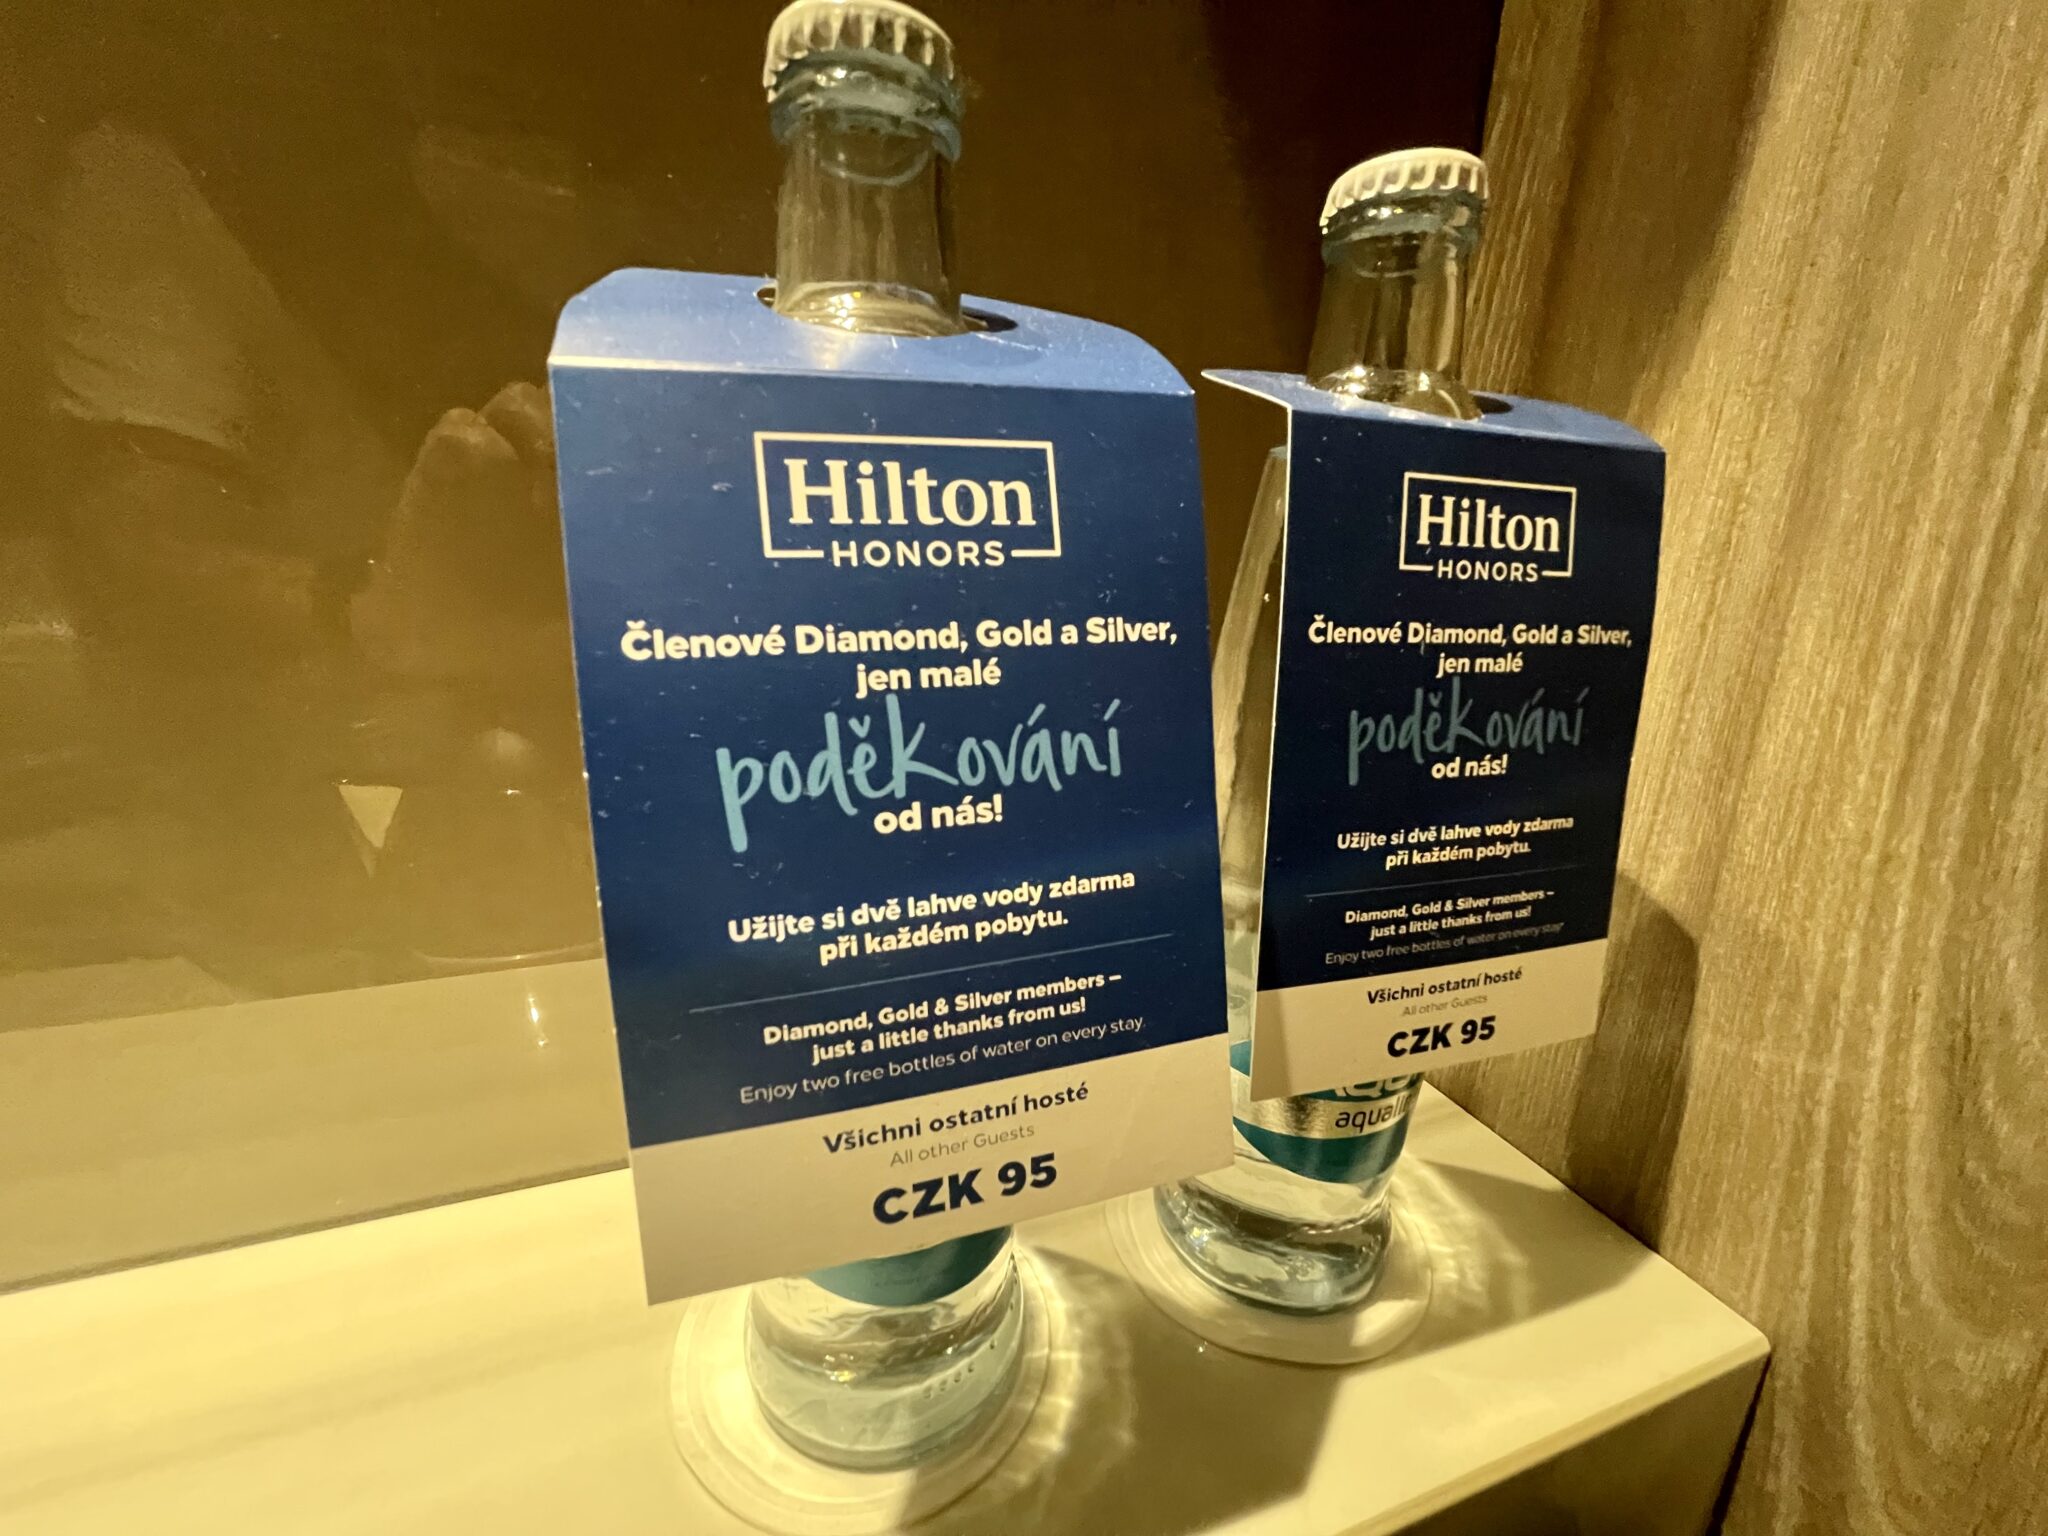 Hilton
HONORS
Členové Diamond, Gold a Silver,
jen malé
poděkování
od nás!
Užijte si dvě lahve vody zdarma
při každém pobytu.
Diamond, Gold & Silver members –
just a little thanks from us!
Enjoy two free bottles of water on every stay.
Všichni ostatní hosté
All other Guests
CZK 95
Hilton
HONORS
Členové Diamond, Gold a Silver,
jen malé
poděkování
od nás!
Užijte si dvě lahve vody zdarma
při každém pobytu.
Diamond, Gold & Silver members –
just a little thanks from us!
Enjoy two free bottles of water on every stay.
Všichni ostatní hosté
All other Guests
CZK 95